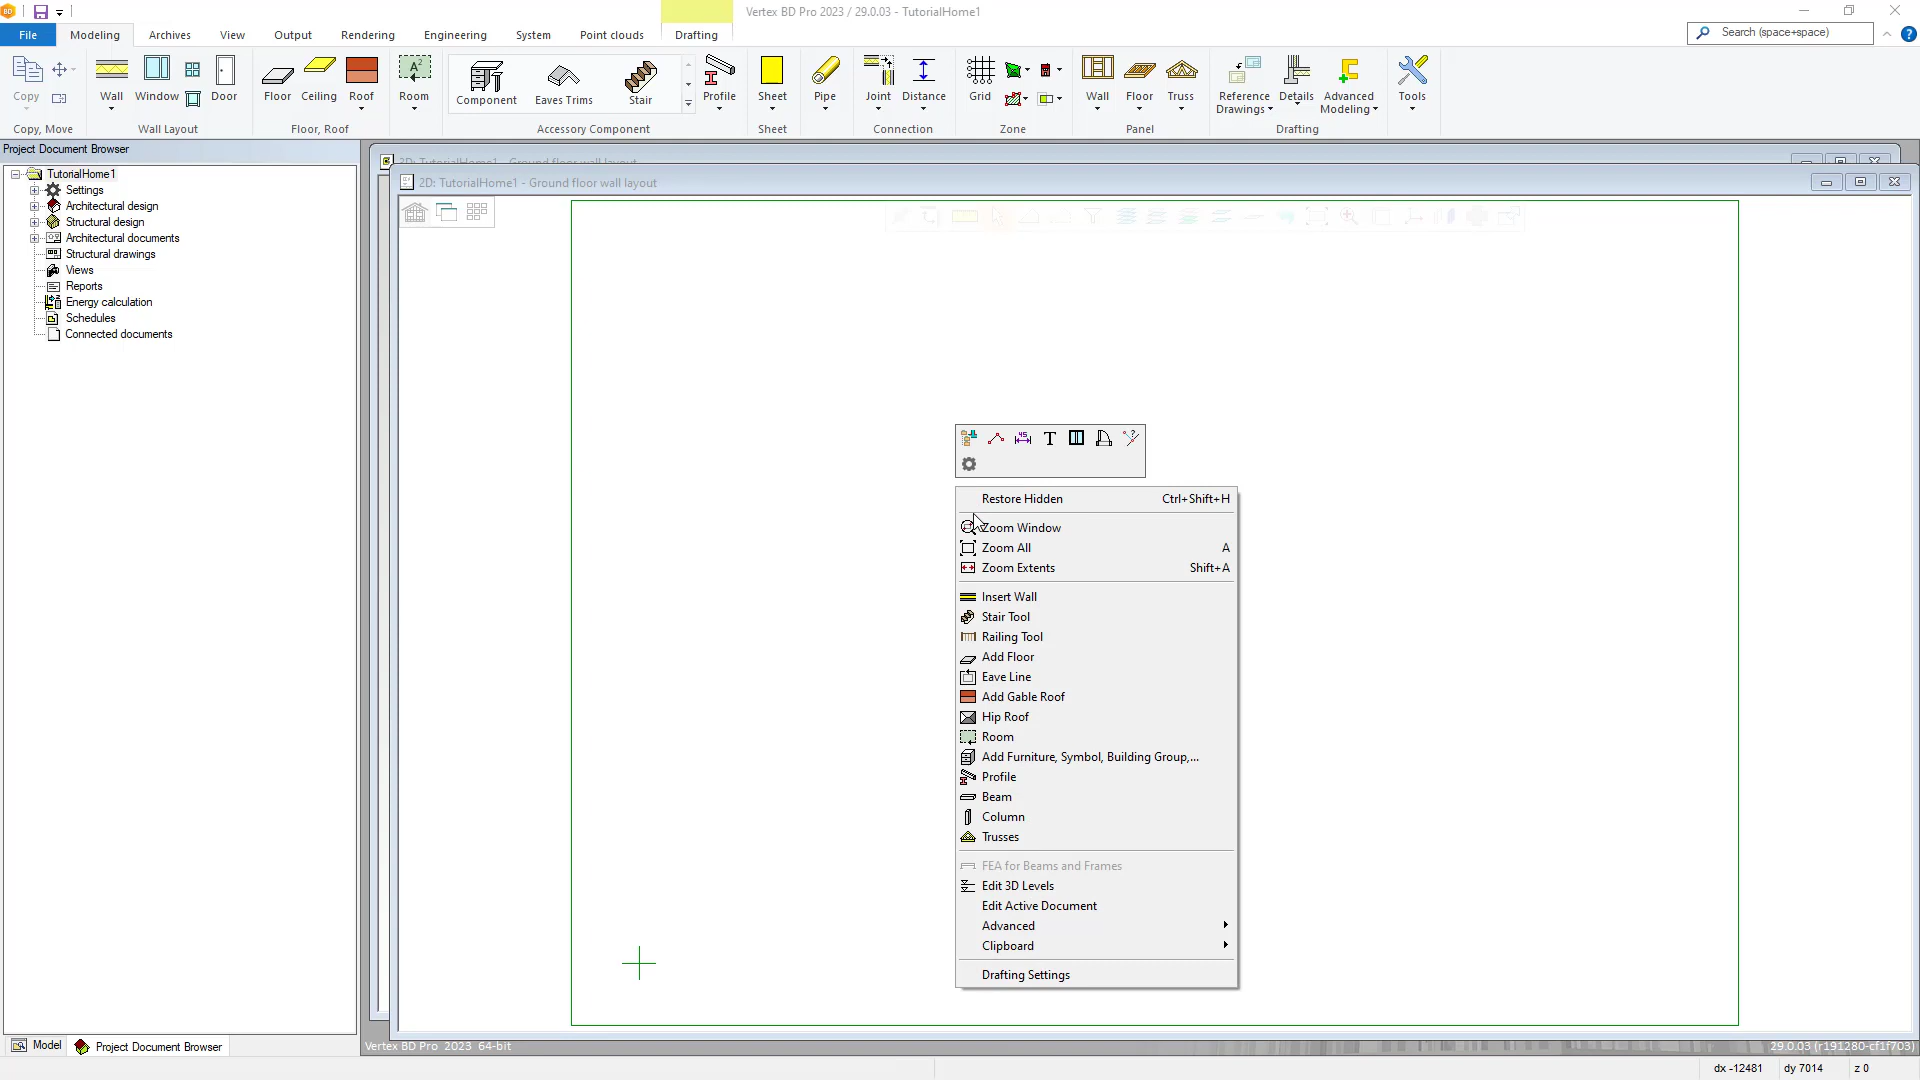 Vertex BD Pro 2023 / 29.0.03 - TutorialHome1
File
Modeling
Archives
View
Output
Rendering
Engineering
System
Point clouds
Drafting
Search (space+space)
Copy
Wall
Window
Door
Floor
Ceiling
Roof
Room
Component
Eaves Trims
Stair
Profile
Sheet
Pipe
Joint
Distance
Grid
Wall
Floor
Truss
Reference Drawings
Details
Advanced Modeling
Tools
Copy, Move
Wall Layout
Floor, Roof
Accessory Component
Sheet
Connection
Zone
Panel
Drafting
Project Document Browser
TutorialHome1
Settings
Architectural design
Structural design
Architectural documents
Structural drawings
Views
Reports
Energy calculation
Schedules
Connected documents
2D: TutorialHome1 - Ground floor wall layout
2D: TutorialHome1 - Ground floor wall layout
Restore Hidden Ctrl+Shift+H
Zoom Window
Zoom All A
Zoom Extents Shift+A
Insert Wall
Stair Tool
Railing Tool
Add Floor
Eave Line
Add Gable Roof
Hip Roof
Room
Add Furniture, Symbol, Building Group,...
Profile
Beam
Column
Trusses
FEA for Beams and Frames
Edit 3D Levels
Edit Active Document
Advanced
Clipboard
Drafting Settings
Model
Project Document Browser
Vertex BD Pro 2023 64-bit
29.0.03 (r191280-cf1f703)
dx -12481 dy 7014 z 0